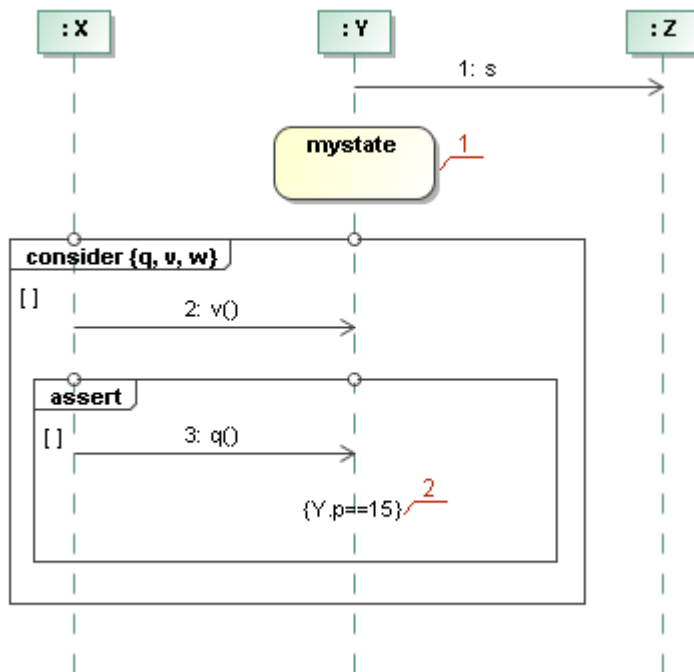 :X
:Y
:Z
1: s
mystate
1
consider {q, v, w}
[ ]
2: v()
assert
[ ]
3: q()
{Y.p==15}
2